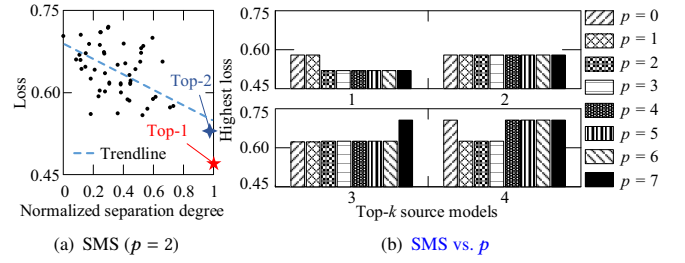 0.75
0.60
0.45
Loss
Top-2
Top-1
Trendline
0 0.2 0.4 0.6 0.8 1
Normalized separation degree
(a) SMS (p = 2)
Highest loss
0.75
0.60
0.45
1 2
0.75
0.60
0.45
3 4
Top-k source models
(b) SMS vs. p
p = 0
p = 1
p = 2
p = 3
p = 4
p = 5
p = 6
p = 7